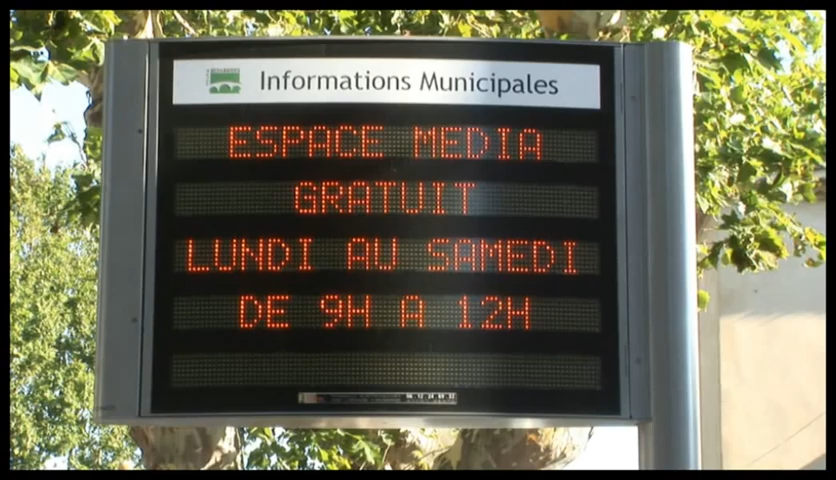 Informations Municipales
ESPACE MEDIA
GRATUIT
LUNDI AU SAMEDI
DE 9H A 12H